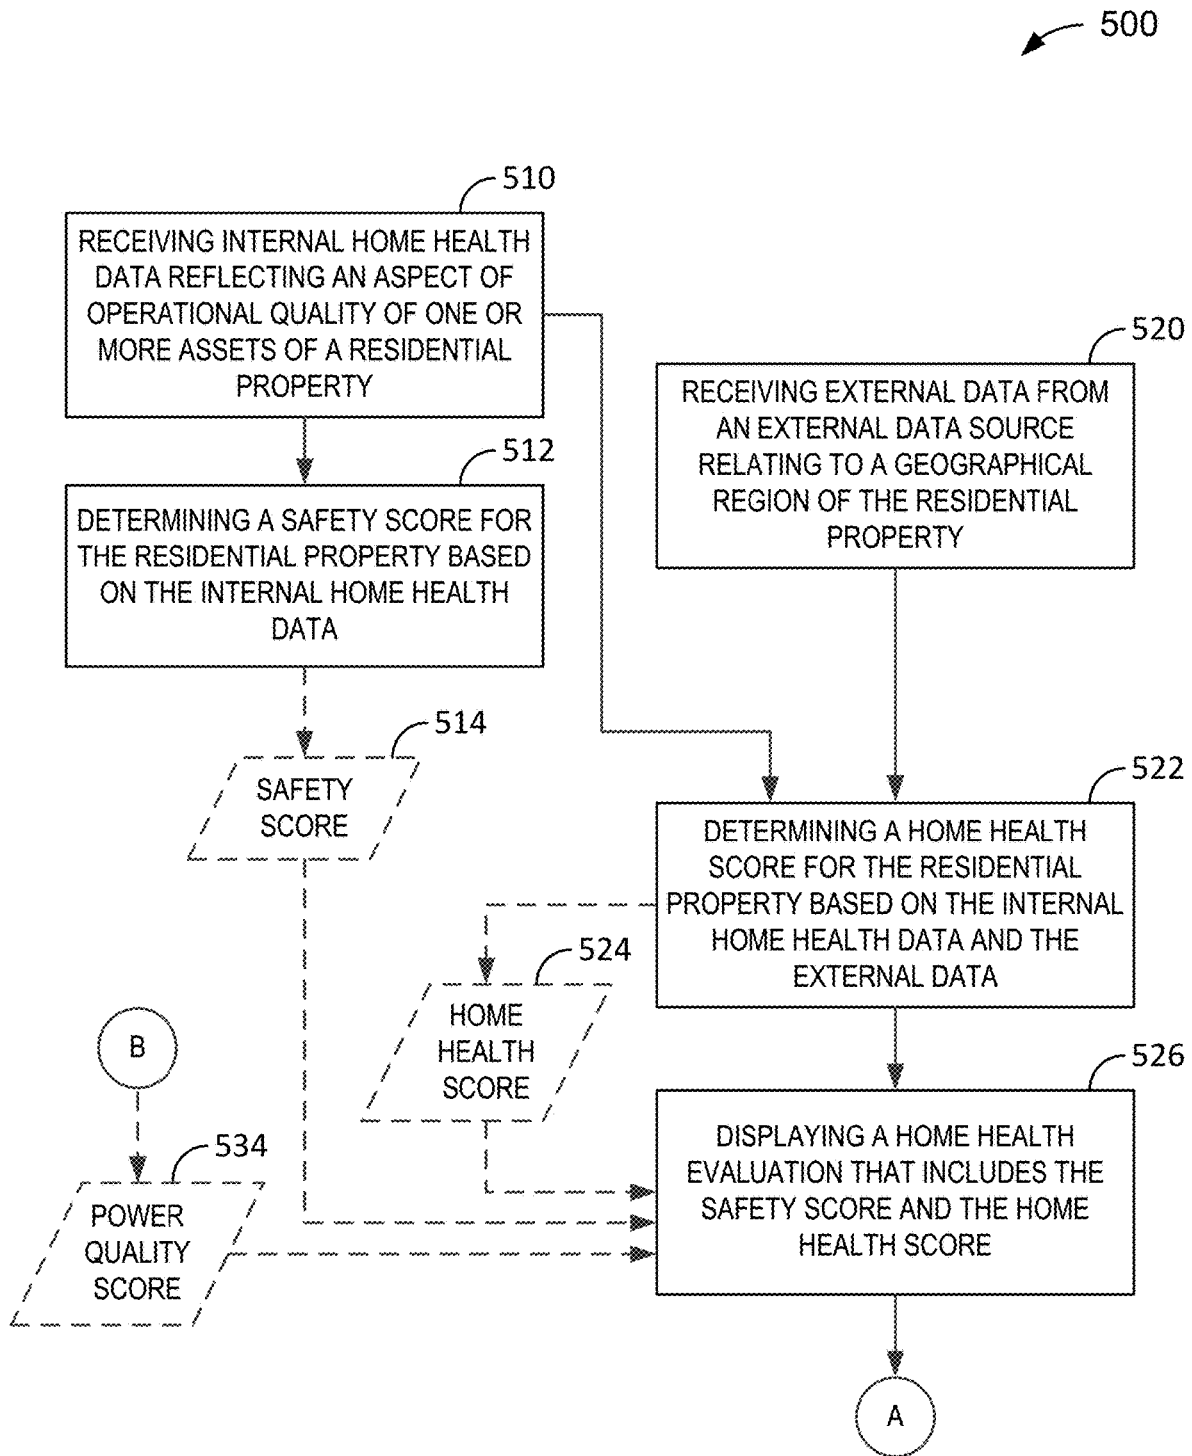 500
510
RECEIVING INTERNAL HOME HEALTH
DATA REFLECTING AN ASPECT OF
OPERATIONAL QUALITY OF ONE OR
MORE ASSETS OF A RESIDENTIAL
PROPERTY
520
RECEIVING EXTERNAL DATA FROM
AN EXTERNAL DATA SOURCE
RELATING TO A GEOGRAPHICAL
REGION OF THE RESIDENTIAL
PROPERTY
512
DETERMINING A SAFETY SCORE FOR
THE RESIDENTIAL PROPERTY BASED
ON THE INTERNAL HOME HEALTH
DATA
514
SAFETY
SCORE
522
DETERMINING A HOME HEALTH
SCORE FOR THE RESIDENTIAL
PROPERTY BASED ON THE INTERNAL
HOME HEALTH DATA AND THE
EXTERNAL DATA
524
HOME
HEALTH
SCORE
B
534
POWER
QUALITY
SCORE
526
DISPLAYING A HOME HEALTH
EVALUATION THAT INCLUDES THE
SAFETY SCORE AND THE HOME
HEALTH SCORE
A